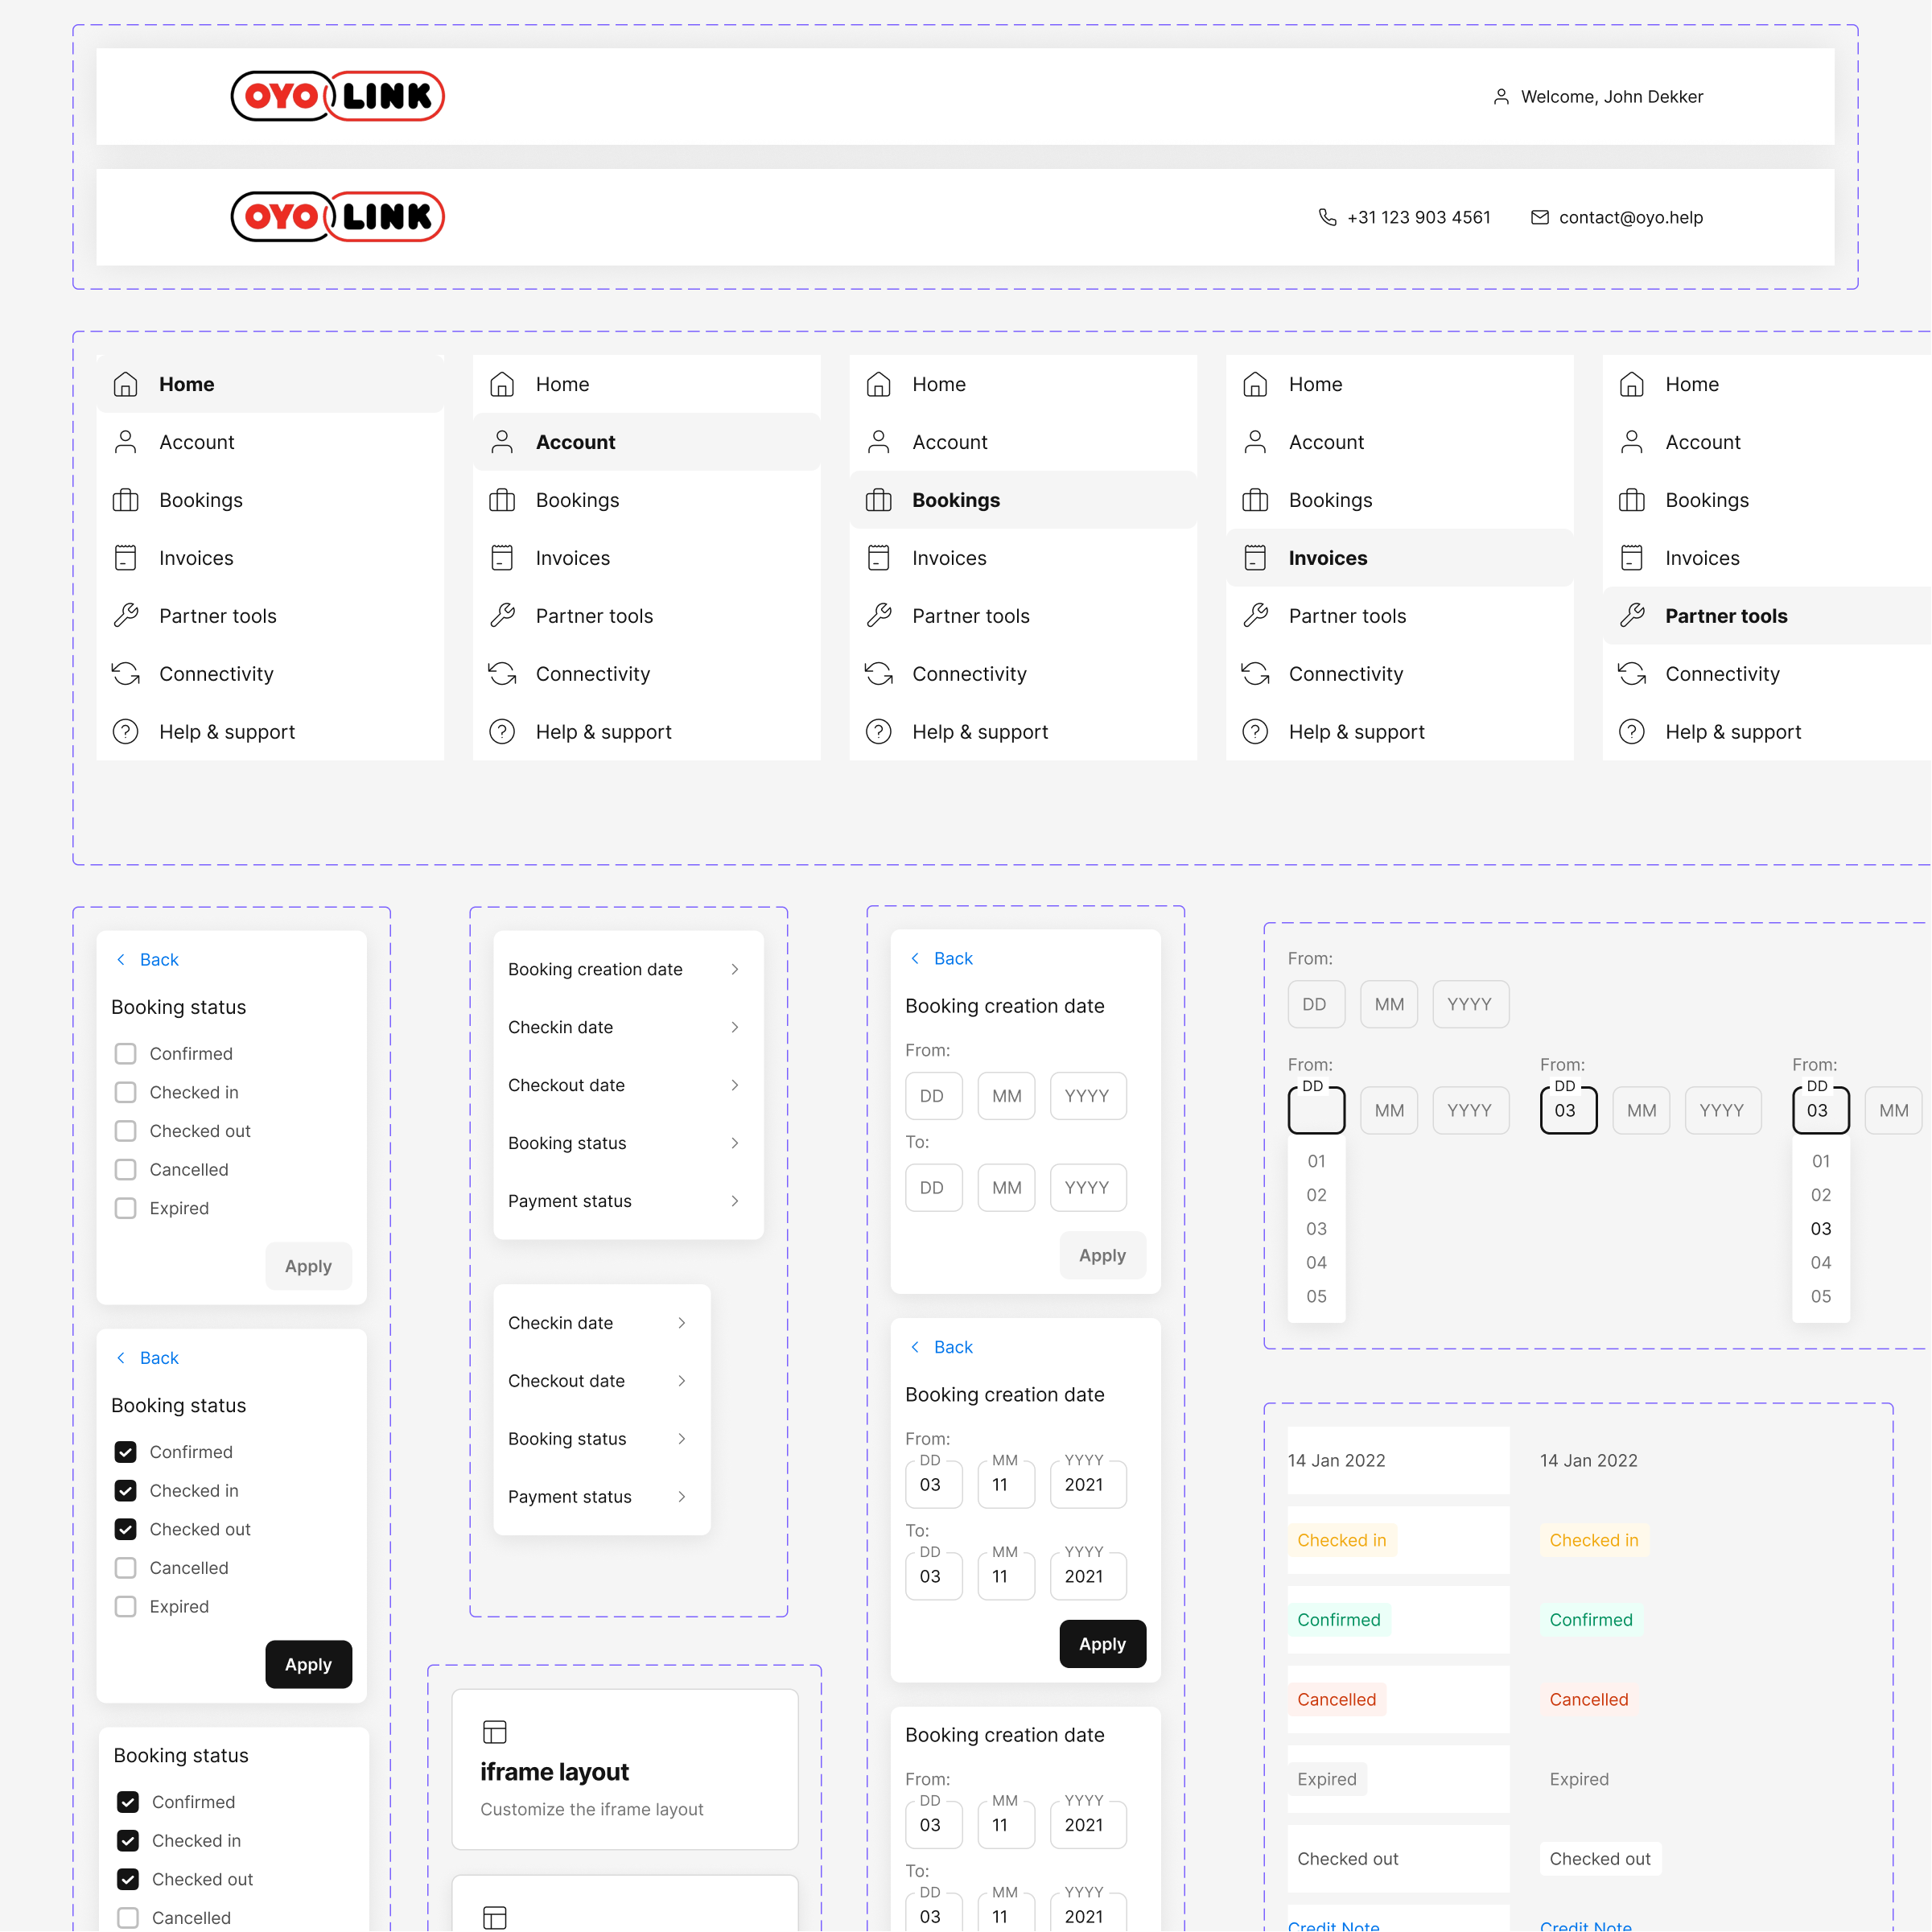 OYO LINK
Welcome, John Dekker
OYO LINK
+31 123 903 4561
contact@oyo.help
Home
Account
Bookings
Invoices
Partner tools
Connectivity
Help & support
Home
Account
Bookings
Invoices
Partner tools
Connectivity
Help & support
Home
Account
Bookings
Invoices
Partner tools
Connectivity
Help & support
Home
Account
Bookings
Invoices
Partner tools
Connectivity
Help & support
Home
Account
Bookings
Invoices
Partner tools
Connectivity
Help & support
Back
Booking status
Confirmed
Checked in
Checked out
Cancelled
Expired
Apply
Back
Booking status
Confirmed
Checked in
Checked out
Cancelled
Expired
Apply
Booking status
Confirmed
Checked in
Checked out
Cancelled
Booking creation date
Checkin date
Checkout date
Booking status
Payment status
Checkin date
Checkout date
Booking status
Payment status
iframe layout
Customize the iframe layout
Back
Booking creation date
From:
DD MM YYYY
To:
DD MM YYYY
Apply
Back
Booking creation date
From:
DD MM YYYY
03 11 2021
To:
DD MM YYYY
03 11 2021
Apply
Booking creation date
From:
DD MM YYYY
03 11 2021
To:
DD MM YYYY
03 11 2021
From:
DD MM YYYY
From:
DD
MM YYYY
01
02
03
04
05
From:
DD
03 MM YYYY
From:
DD
03 MM
01
02
03
04
05
14 Jan 2022
Checked in
Confirmed
Cancelled
Expired
Checked out
Credit Note
14 Jan 2022
Checked in
Confirmed
Cancelled
Expired
Checked out
Credit Note